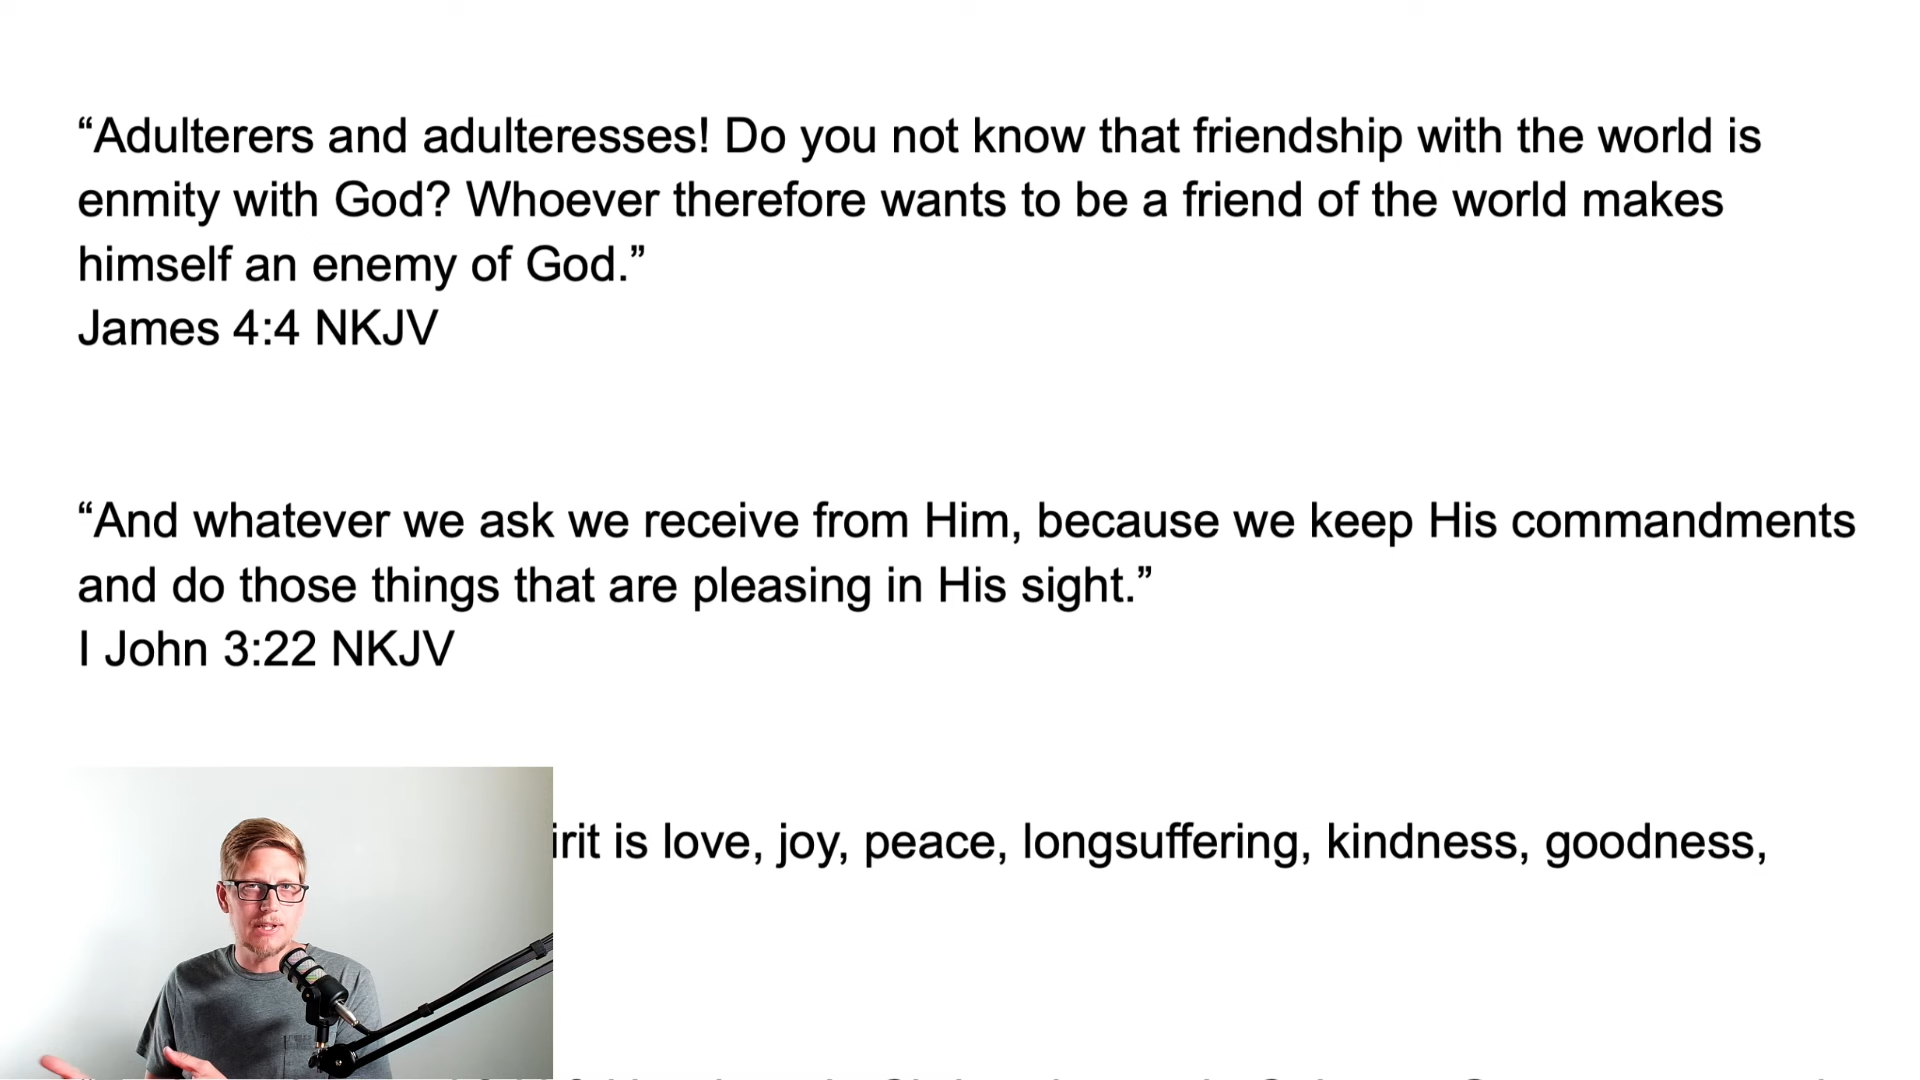 “Adulterers and adulteresses! Do you not know that friendship with the world is
enmity with God? Whoever therefore wants to be a friend of the world makes
himself an enemy of God.”
James 4:4 NKJV
“And whatever we ask we receive from Him, because we keep His commandments
and do those things that are pleasing in His sight.”
I John 3:22 NKJV
irit is love, joy, peace, longsuffering, kindness, goodness,